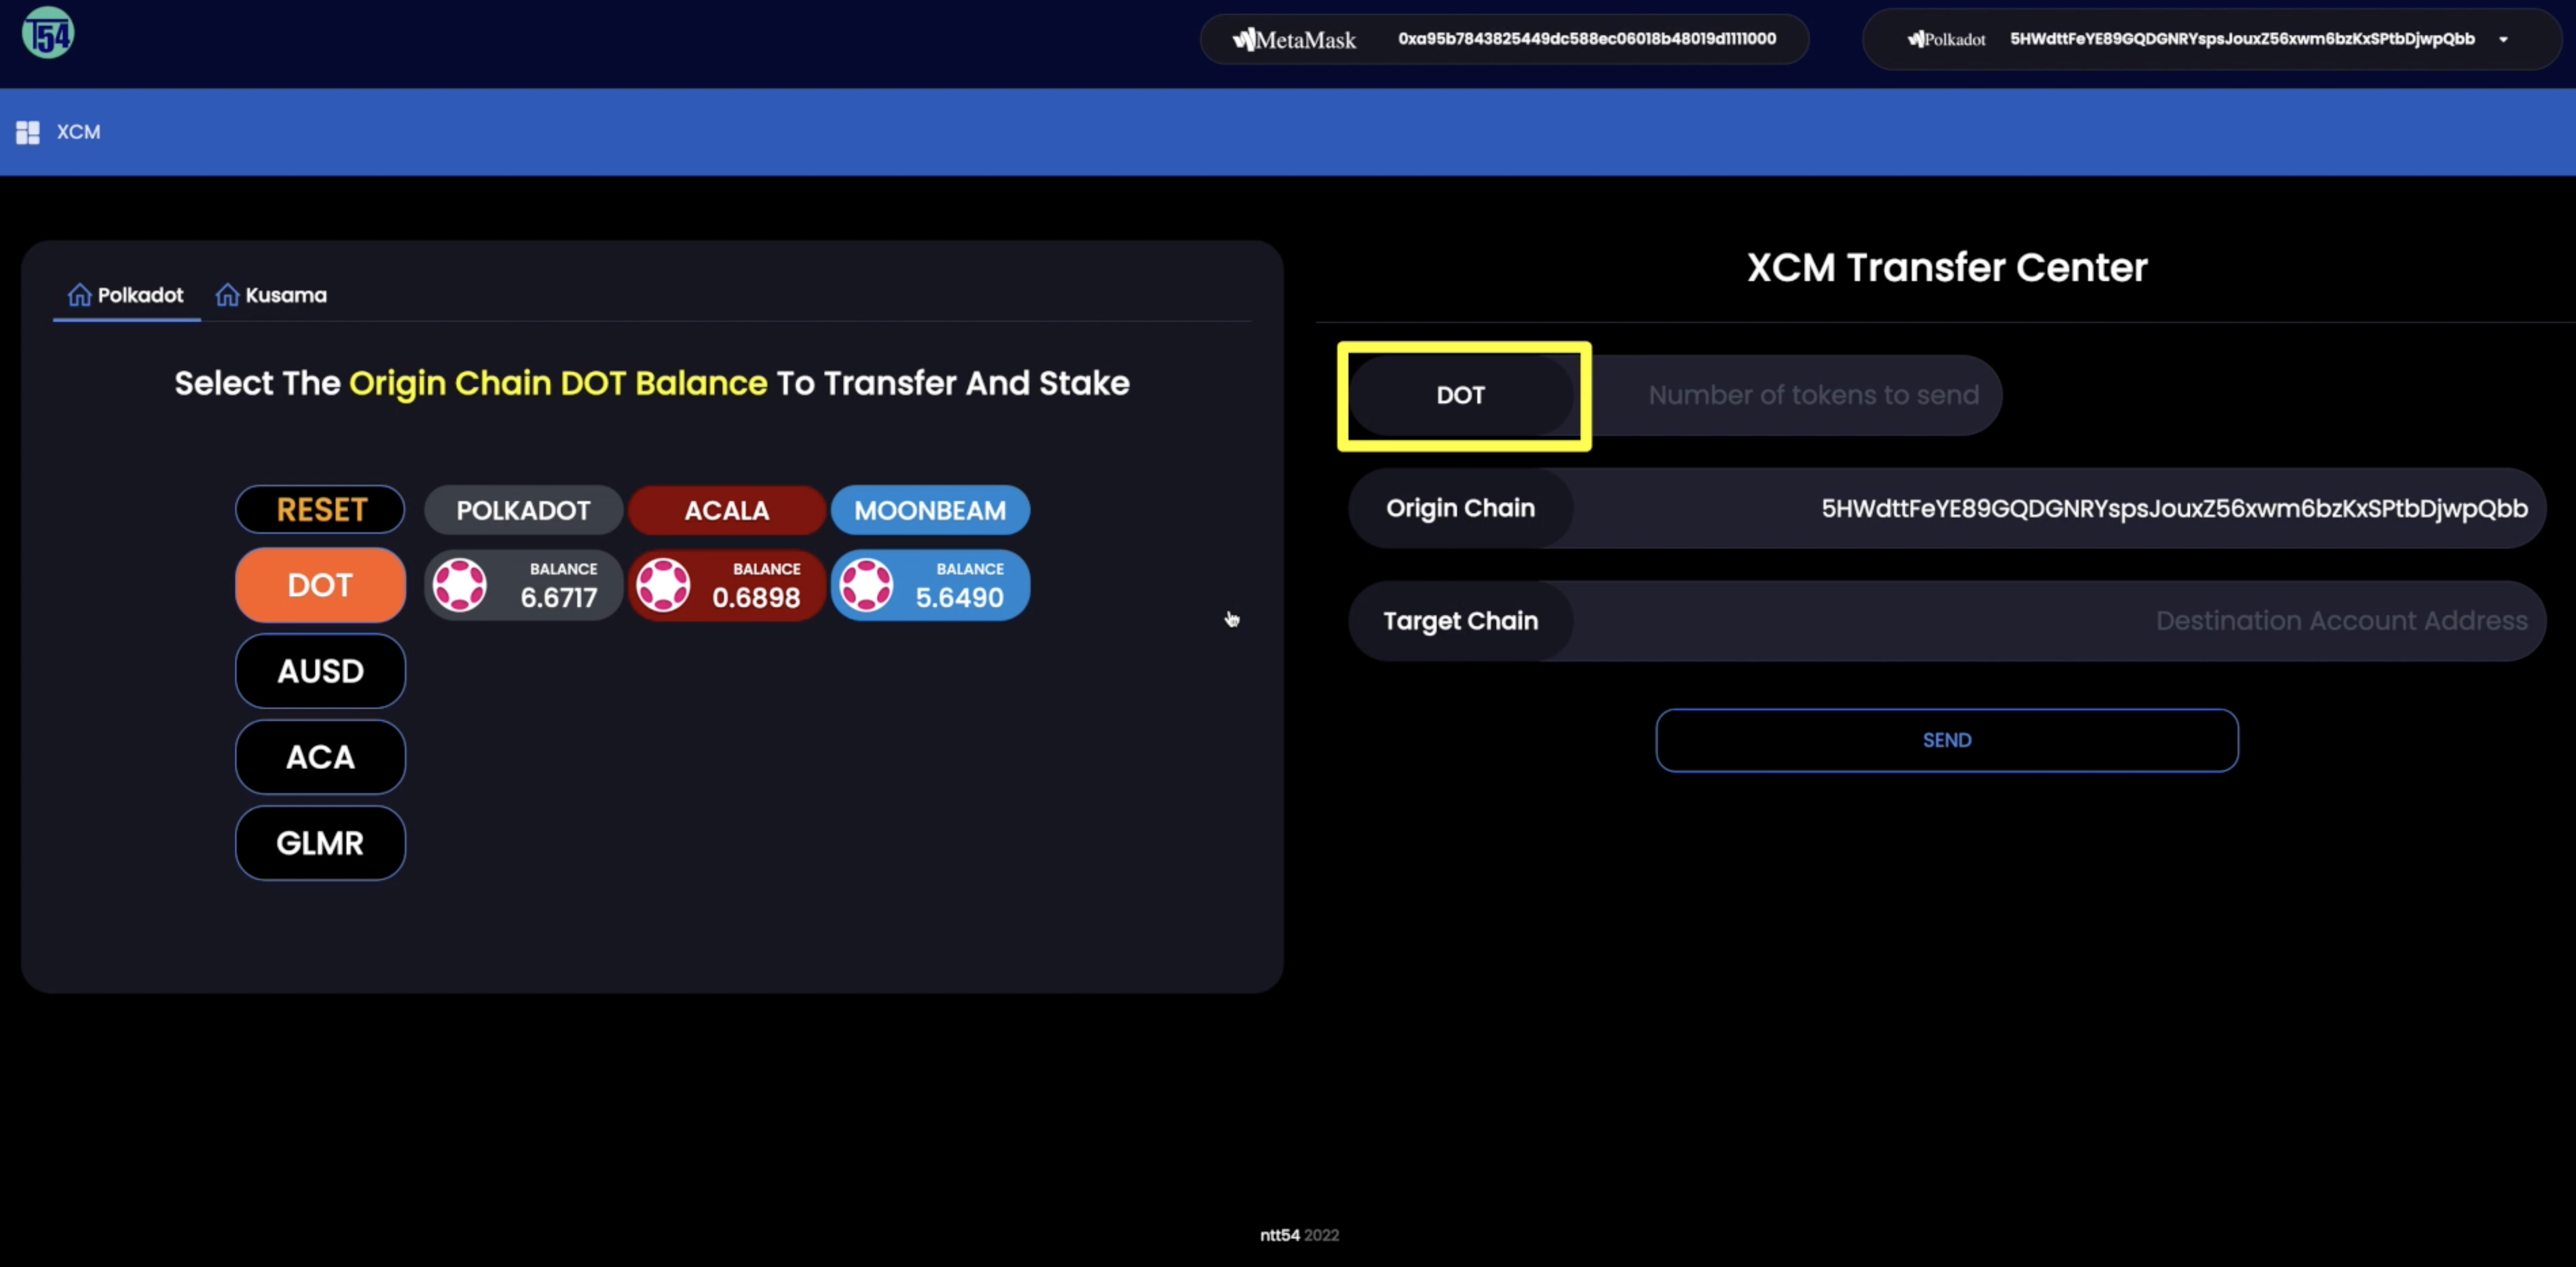 T54
MetaMask 0xa95b7843825449dc588ec06018b48019d1111000
Polkadot 5HWdttFeYE89GQDGNRYspsJouxZ56xwm6bzKxSPtbDjwpQbb
XCM
Polkadot Kusama
Select The Origin Chain DOT Balance To Transfer And Stake
RESET POLKADOT ACALA MOONBEAM
DOT BALANCE 6.6717 BALANCE 0.6898 BALANCE 5.6490
AUSD
ACA
GLMR
XCM Transfer Center
DOT Number of tokens to send
Origin Chain 5HWdttFeYE89GQDGNRYspsJouxZ56xwm6bzKxSPtbDjwpQbb
Target Chain Destination Account Address
SEND
ntt54 2022